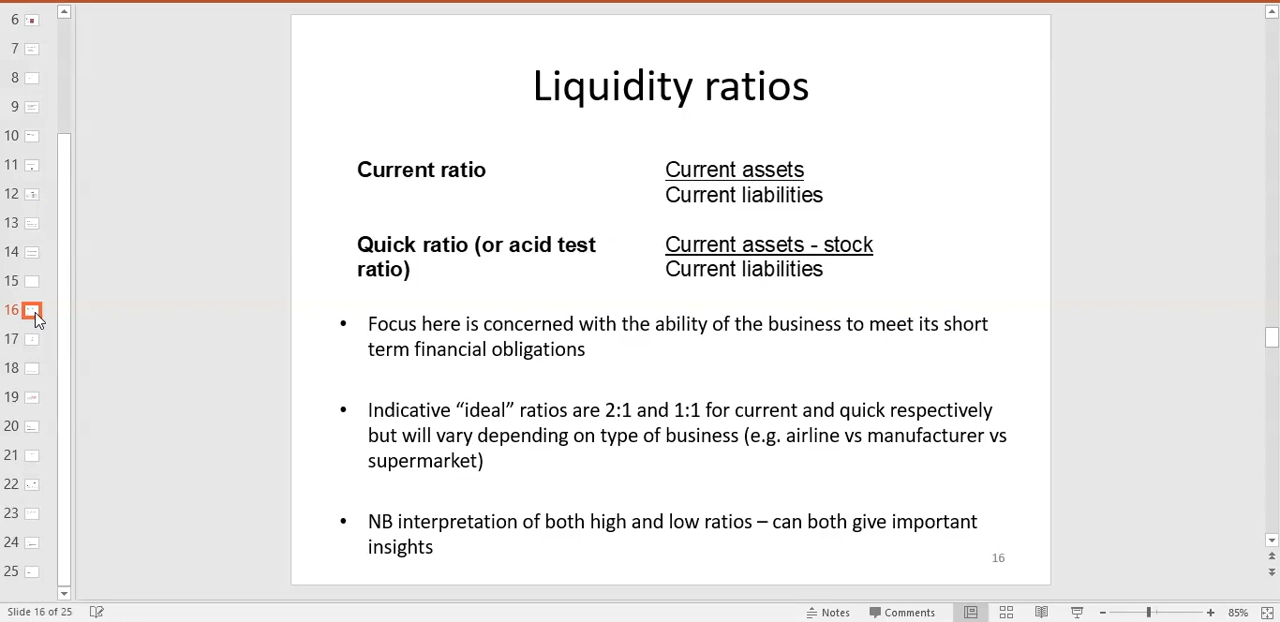 6
7
8
9
10
11
12
13
14
15
16
17
18
19
20
21
22
23
24
25
Liquidity ratios
Current ratio
Current assets
Current liabilities
Quick ratio (or acid test
ratio)
Current assets - stock
Current liabilities
• Focus here is concerned with the ability of the business to meet its short
term financial obligations
• Indicative “ideal” ratios are 2:1 and 1:1 for current and quick respectively
but will vary depending on type of business (e.g. airline vs manufacturer vs
supermarket)
• NB interpretation of both high and low ratios – can both give important
insights
16
Slide 16 of 25
Notes
Comments
85%